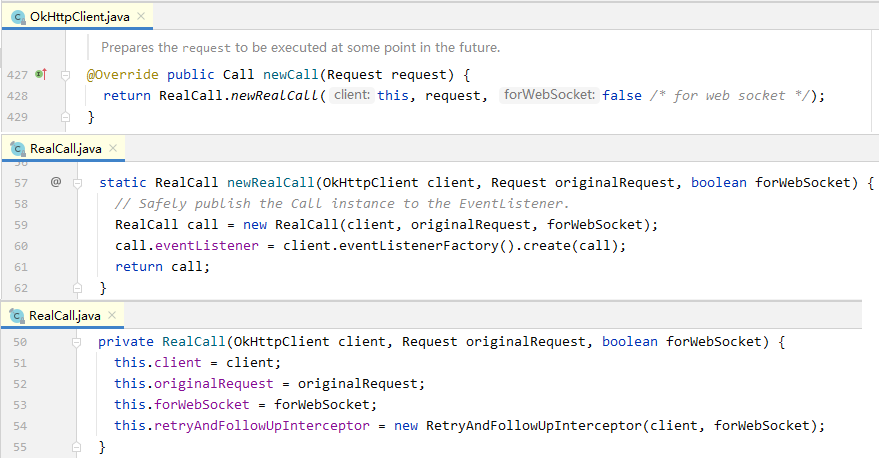 OkHttpClient.java
Prepares the request to be executed at some point in the future.
427 @Override public Call newCall(Request request) {
428 return RealCall.newRealCall( client: this, request, forWebSocket: false /* for web socket */);
429 }
RealCall.java
57 @ static RealCall newRealCall(OkHttpClient client, Request originalRequest, boolean forWebSocket) {
58 // Safely publish the Call instance to the EventListener.
59 RealCall call = new RealCall(client, originalRequest, forWebSocket);
60 call.eventListener = client.eventListenerFactory().create(call);
61 return call;
62 }
RealCall.java
50 private RealCall(OkHttpClient client, Request originalRequest, boolean forWebSocket) {
51 this.client = client;
52 this.originalRequest = originalRequest;
53 this.forWebSocket = forWebSocket;
54 this.retryAndFollowUpInterceptor = new RetryAndFollowUpInterceptor(client, forWebSocket);
55 }